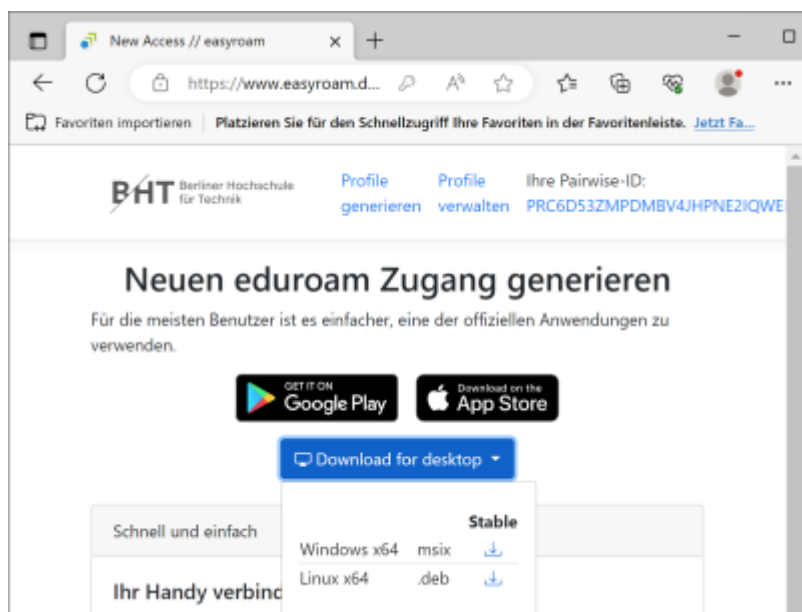 New Access // easyroam
https://www.easyroam.d...
Favoriten importieren
Platzieren Sie für den Schnellzugriff Ihre Favoriten in der Favoritenleiste. Jetzt Fa...
BHT Berliner Hochschule
für Technik
Profile
generieren
Profile
verwalten
Ihre Pairwise-ID:
PRC6D53ZMPDMBV4JHPNE2IQWE
Neuen eduroam Zugang generieren
Für die meisten Benutzer ist es einfacher, eine der offiziellen Anwendungen zu
verwenden.
GET IT ON
Google Play
Download on the
App Store
Download for desktop
Schnell und einfach
Stable
Windows x64 msix
Linux x64 .deb
Ihr Handy verbind